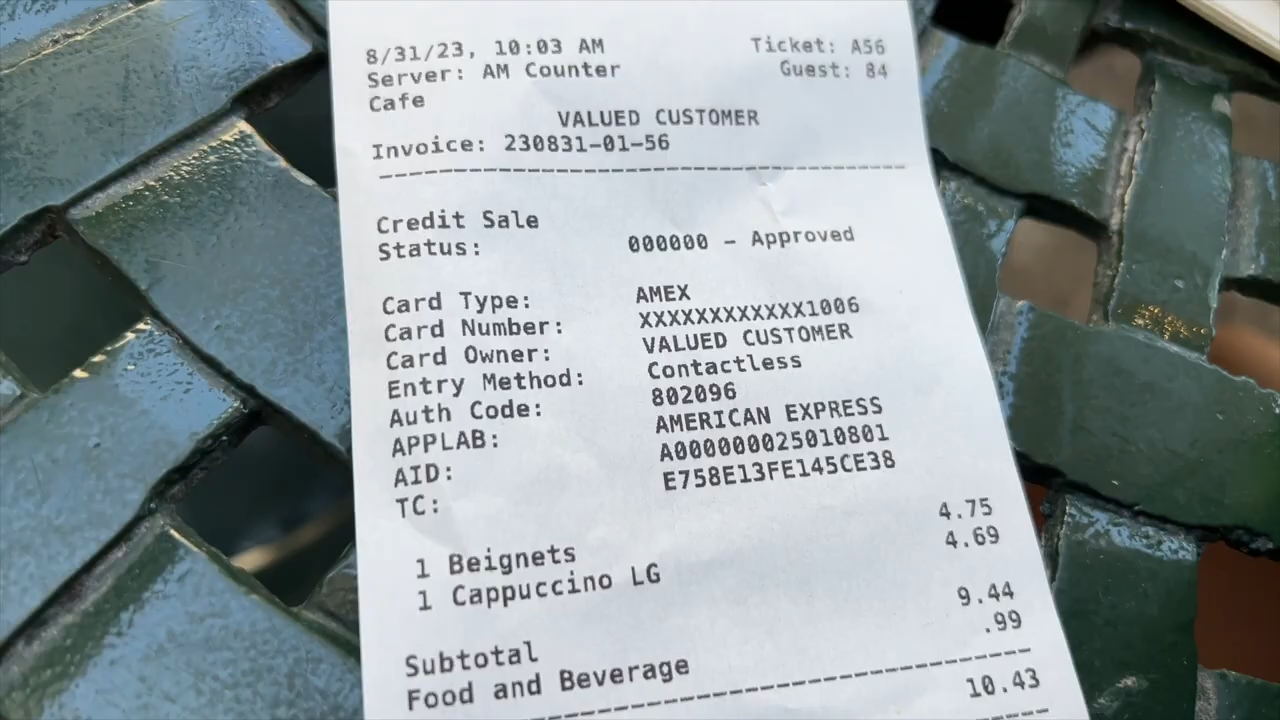 8/31/23, 10:03 AM Ticket: A56
Server: AM Counter Guest: 84
Cafe
VALUED CUSTOMER
Invoice: 230831-01-56
Credit Sale
Status: 000000 - Approved
Card Type: AMEX
Card Number: XXXXXXXXXXXX1006
Card Owner: VALUED CUSTOMER
Entry Method: Contactless
Auth Code: 802096
APPLAB: AMERICAN EXPRESS
AID: A000000025010801
TC: E758E13FE145CE38
1 Beignets 4.75
1 Cappuccino LG 4.69
Subtotal 9.44
Food and Beverage .99
10.43